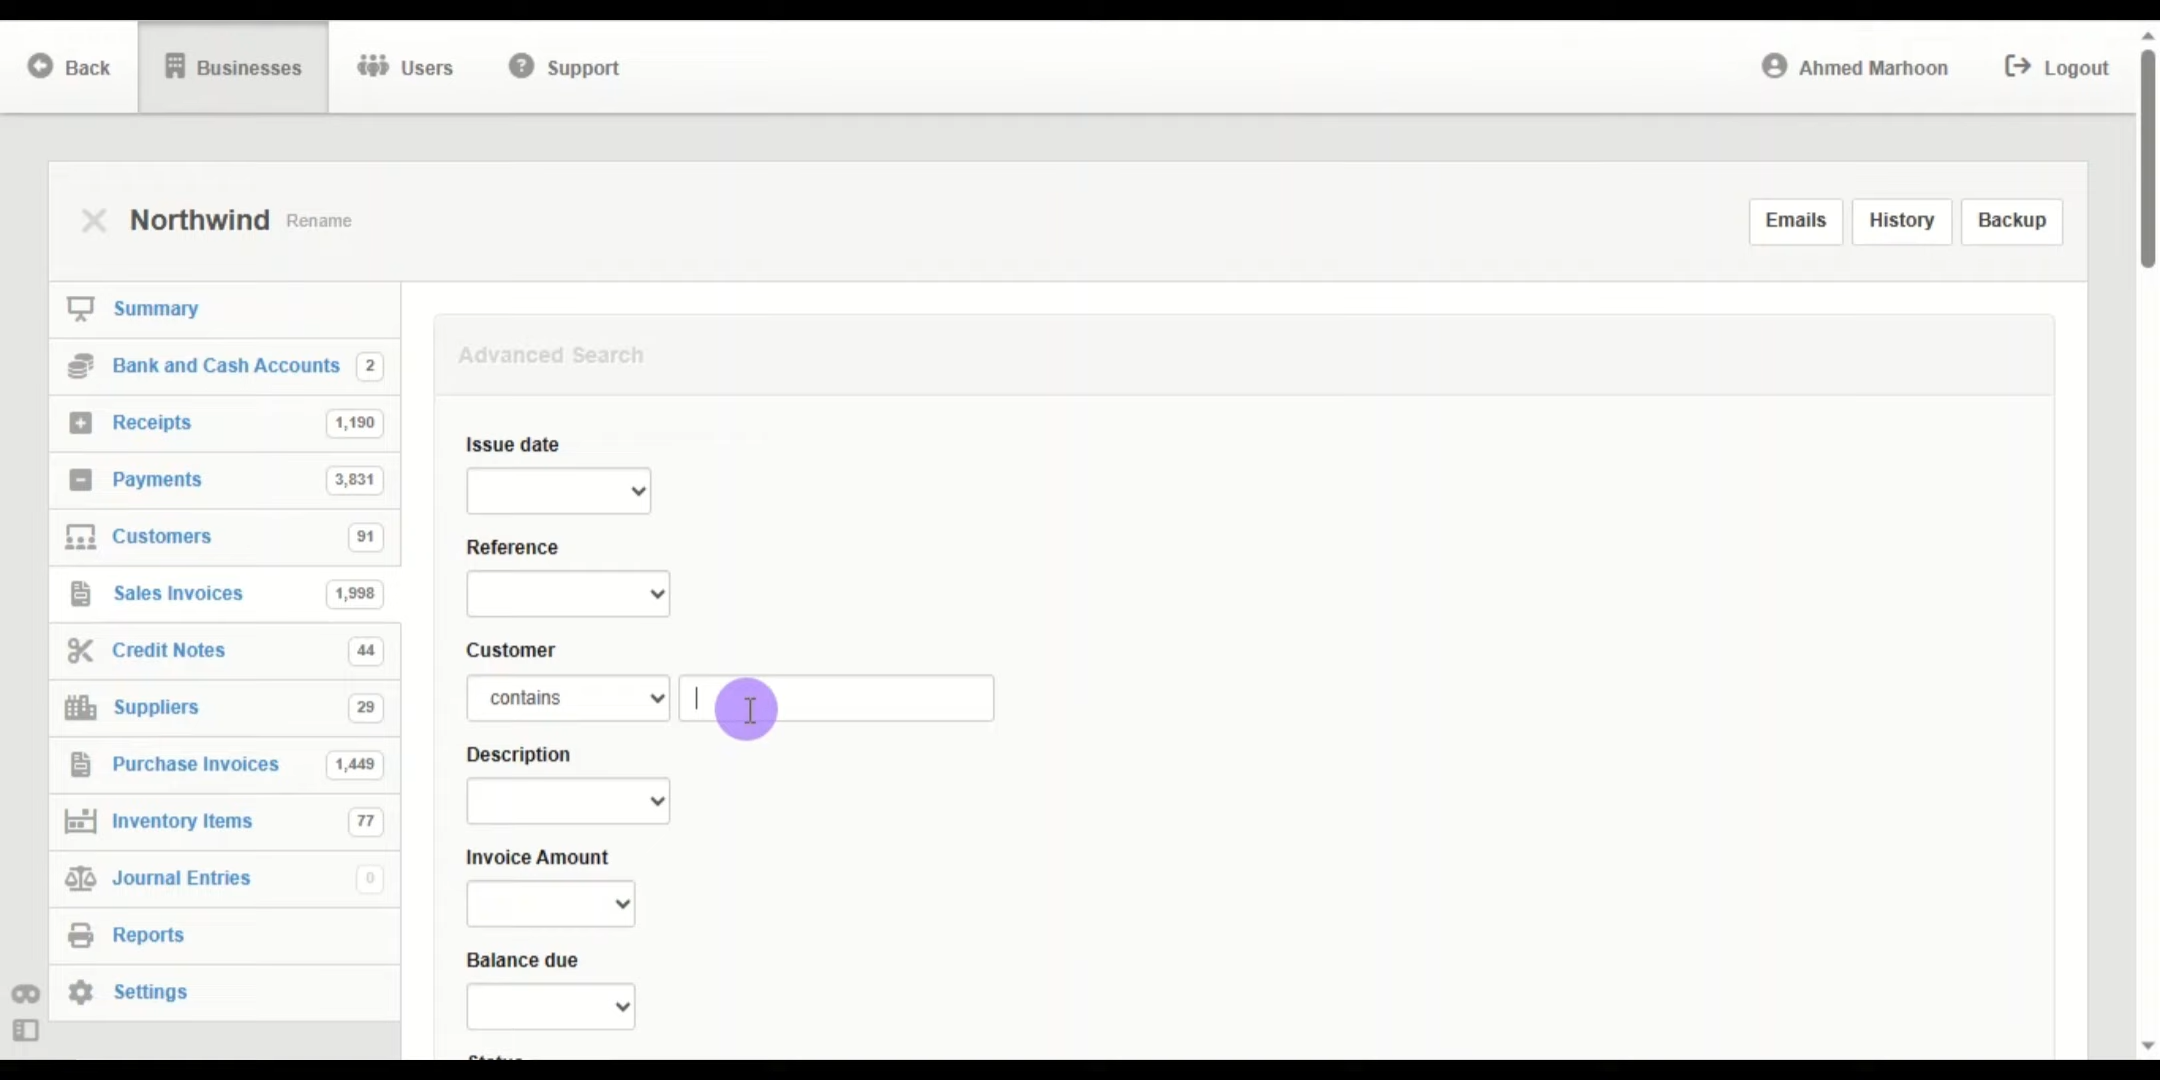 Back
Businesses
Users
Support
Ahmed Marhoon
Logout
Northwind Rename
Emails
History
Backup
Summary
Bank and Cash Accounts 2
Receipts 1,190
Payments 3,831
Customers 91
Sales Invoices 1,998
Credit Notes 44
Suppliers 29
Purchase Invoices 1,449
Inventory Items 77
Journal Entries 0
Reports
Settings
Advanced Search
Issue date
Reference
Customer
contains
Description
Invoice Amount
Balance due